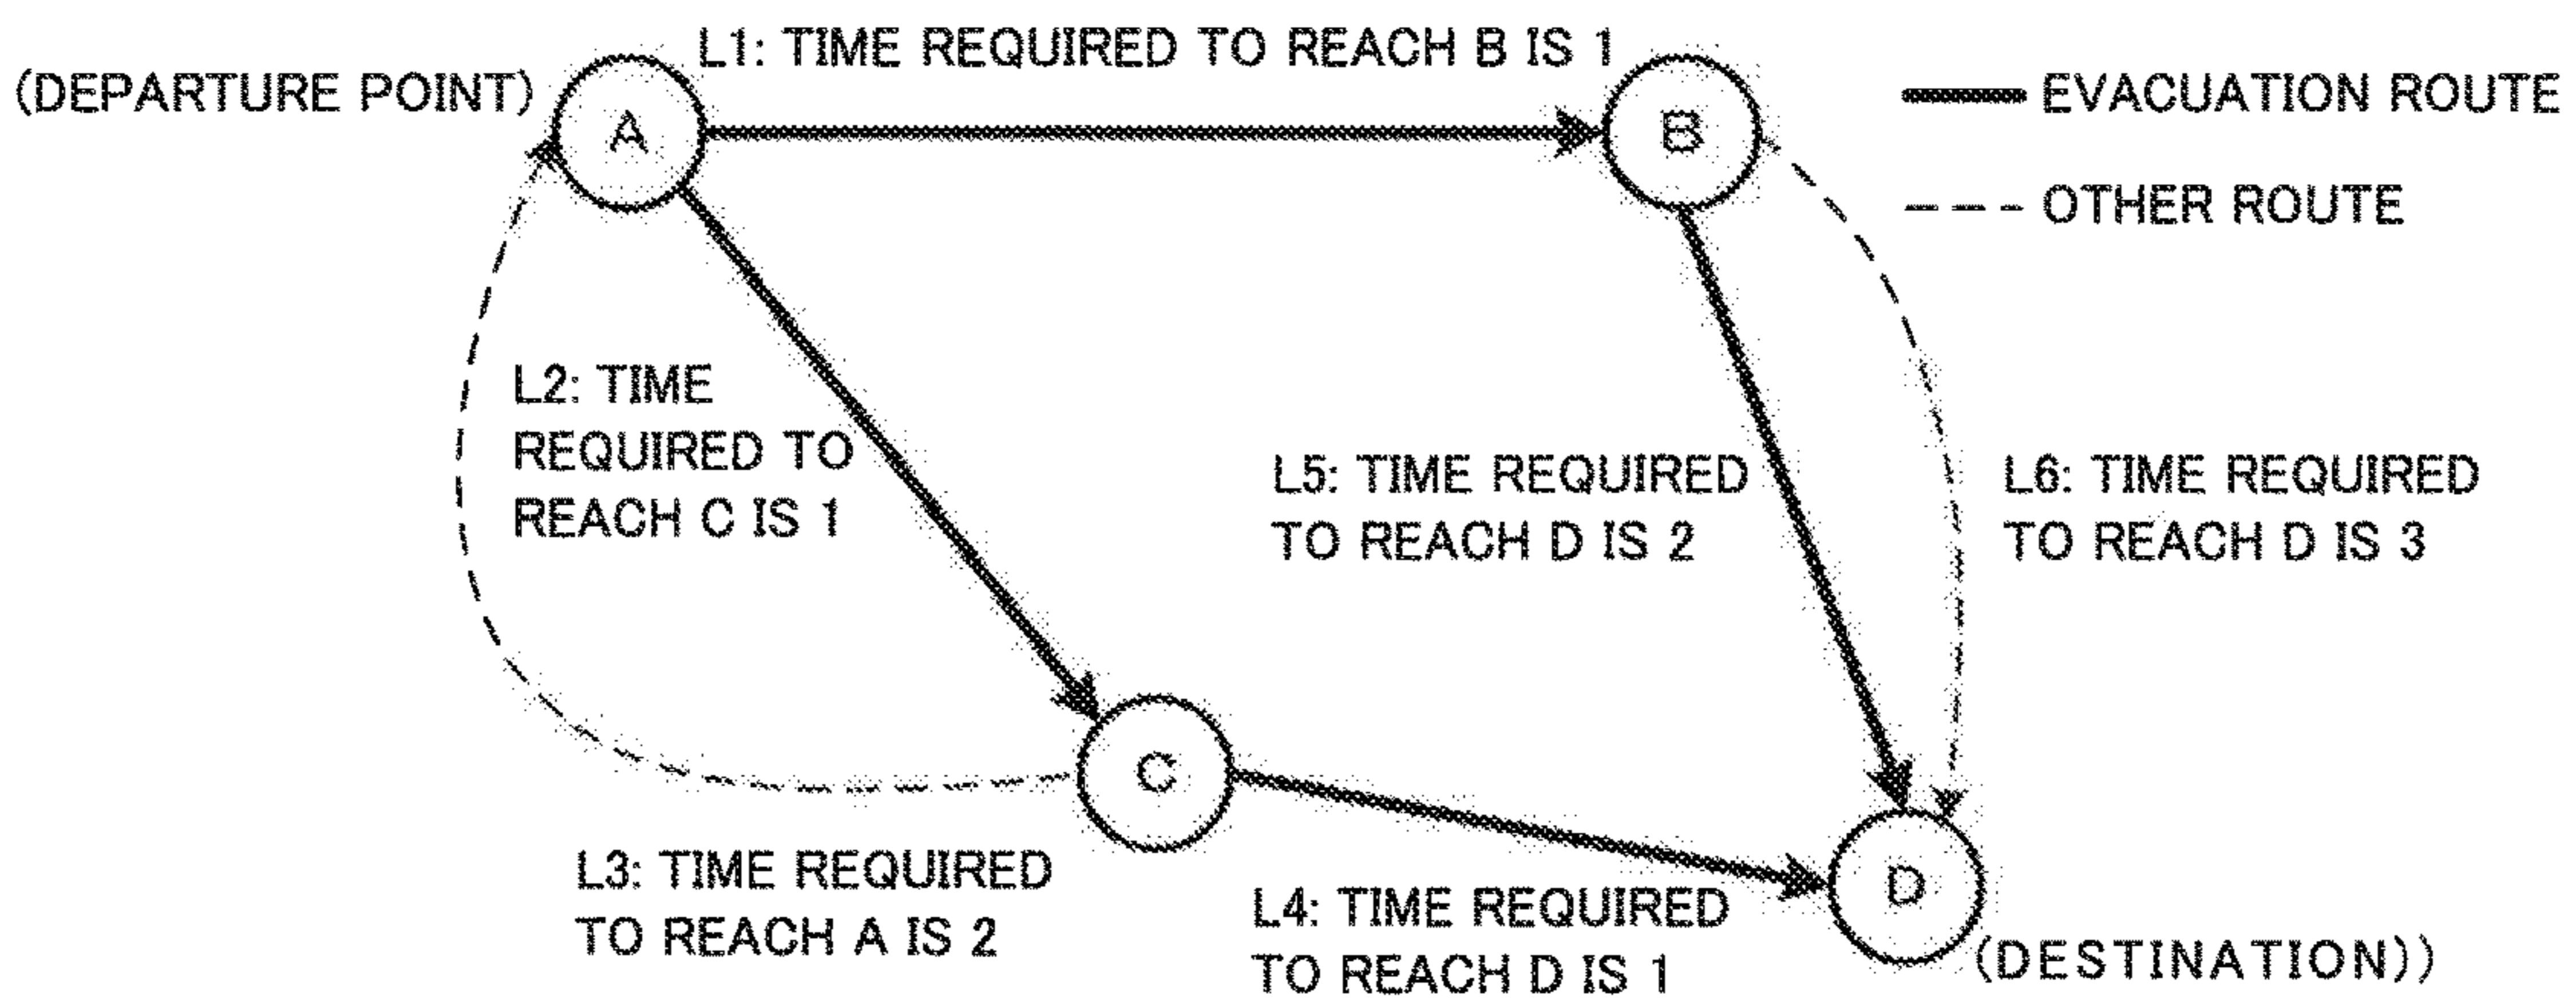 L1: TIME REQUIRED TO REACH B IS 1
(DEPARTURE POINT)
A
B
EVACUATION ROUTE
OTHER ROUTE
L2: TIME
REQUIRED TO
REACH C IS 1
L5: TIME REQUIRED
TO REACH D IS 2
L6: TIME REQUIRED
TO REACH D IS 3
C
L3: TIME REQUIRED
TO REACH A IS 2
L4: TIME REQUIRED
TO REACH D IS 1
D
(DESTINATION))